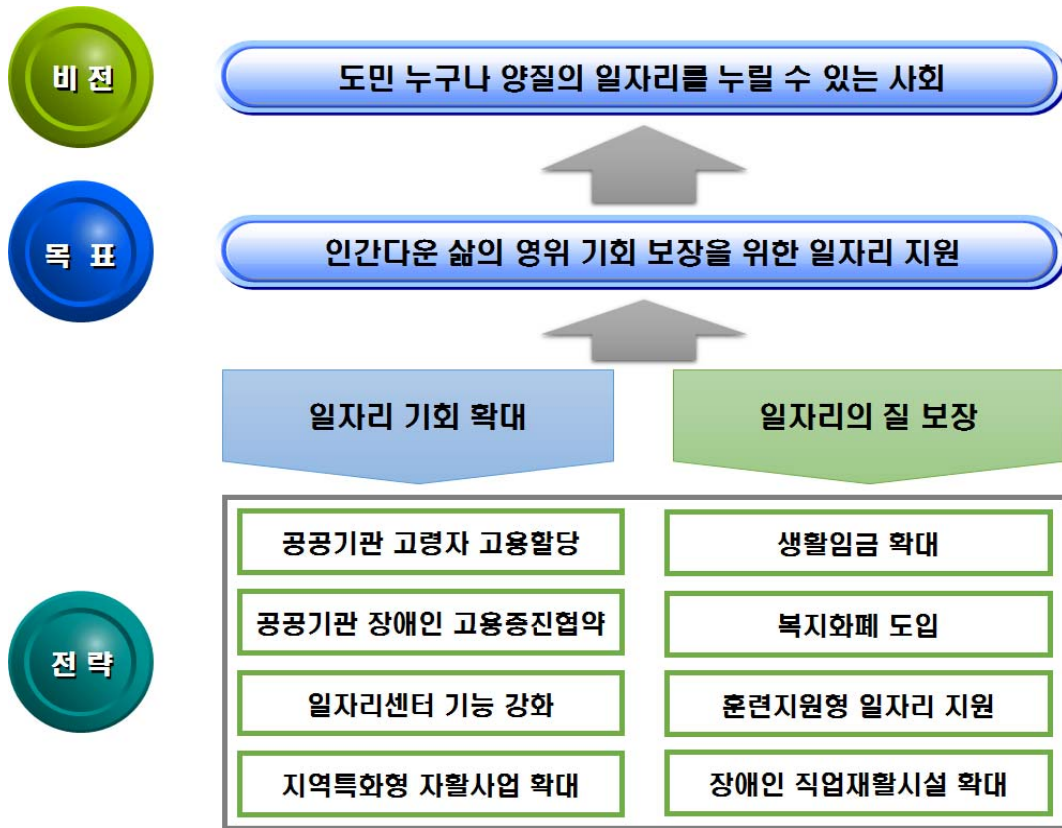 비 전
도민 누구나 양질의 일자리를 누릴 수 있는 사회
목 표
인간다운 삶의 영위 기회 보장을 위한 일자리 지원
일자리 기회 확대
일자리의 질 보장
전 략
공공기관 고령자 고용할당
생활임금 확대
공공기관 장애인 고용증진협약
복지화폐 도입
일자리센터 기능 강화
훈련지원형 일자리 지원
지역특화형 자활사업 확대
장애인 직업재활시설 확대